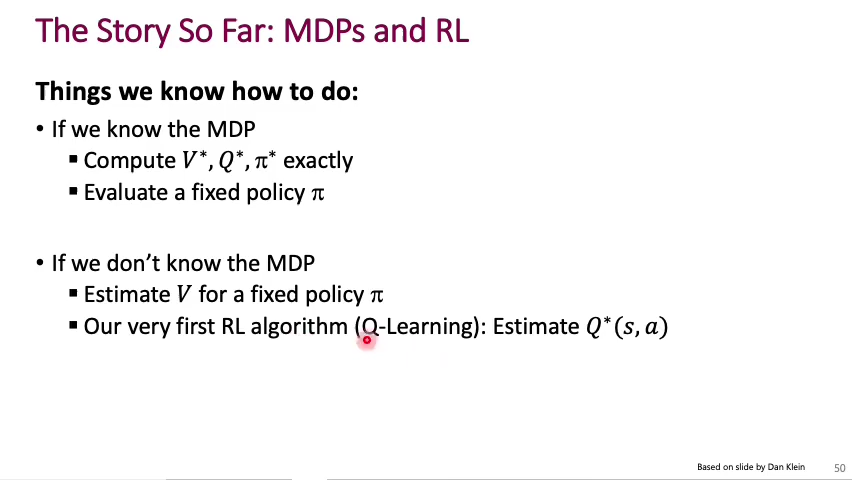 The Story So Far: MDPs and RL
Things we know how to do:
• If we know the MDP
▪ Compute V*, Q*, π* exactly
▪ Evaluate a fixed policy π
• If we don’t know the MDP
▪ Estimate V for a fixed policy π
▪ Our very first RL algorithm (Q-Learning): Estimate Q*(s, a)
Based on slide by Dan Klein
50